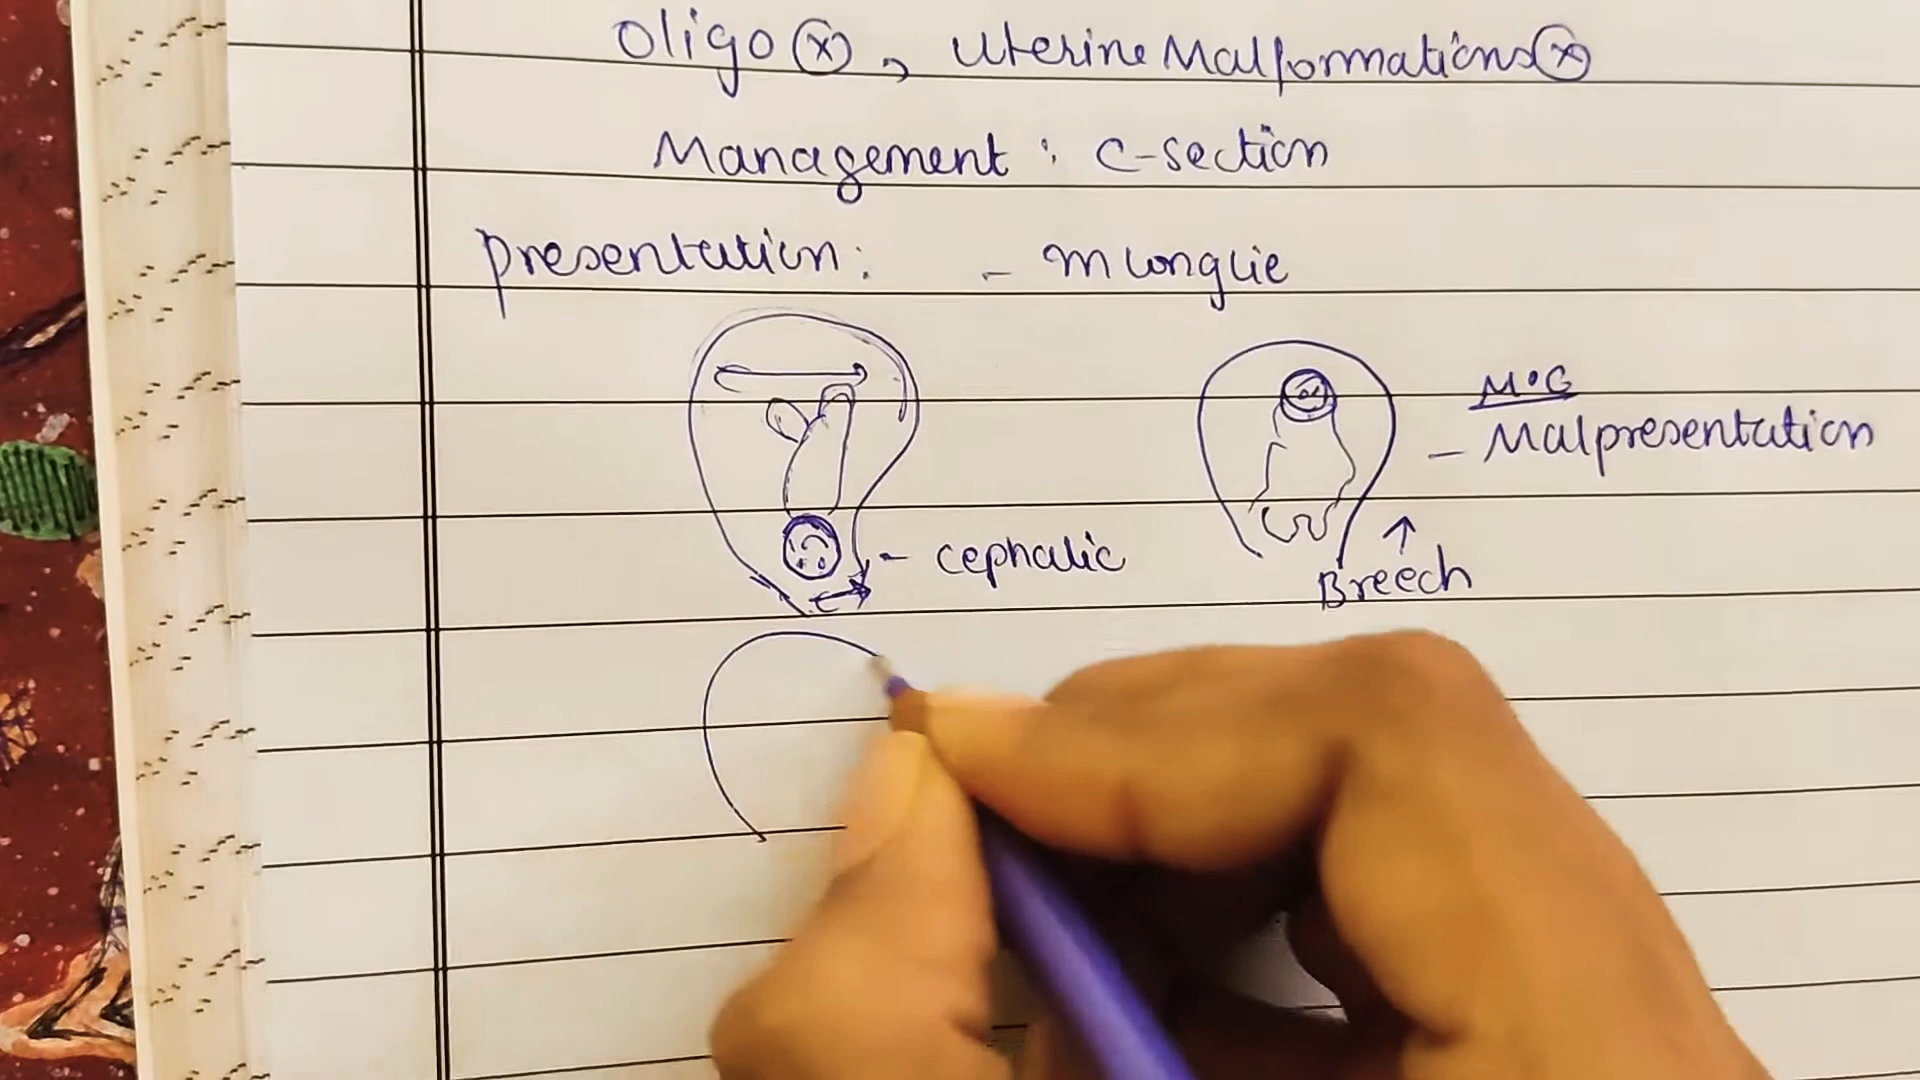 Oligo (x), Uterine Malformations (x)
Management : C-section
Presentation: - m longlie
M.C
- Malpresentation
- cephalic
Breech